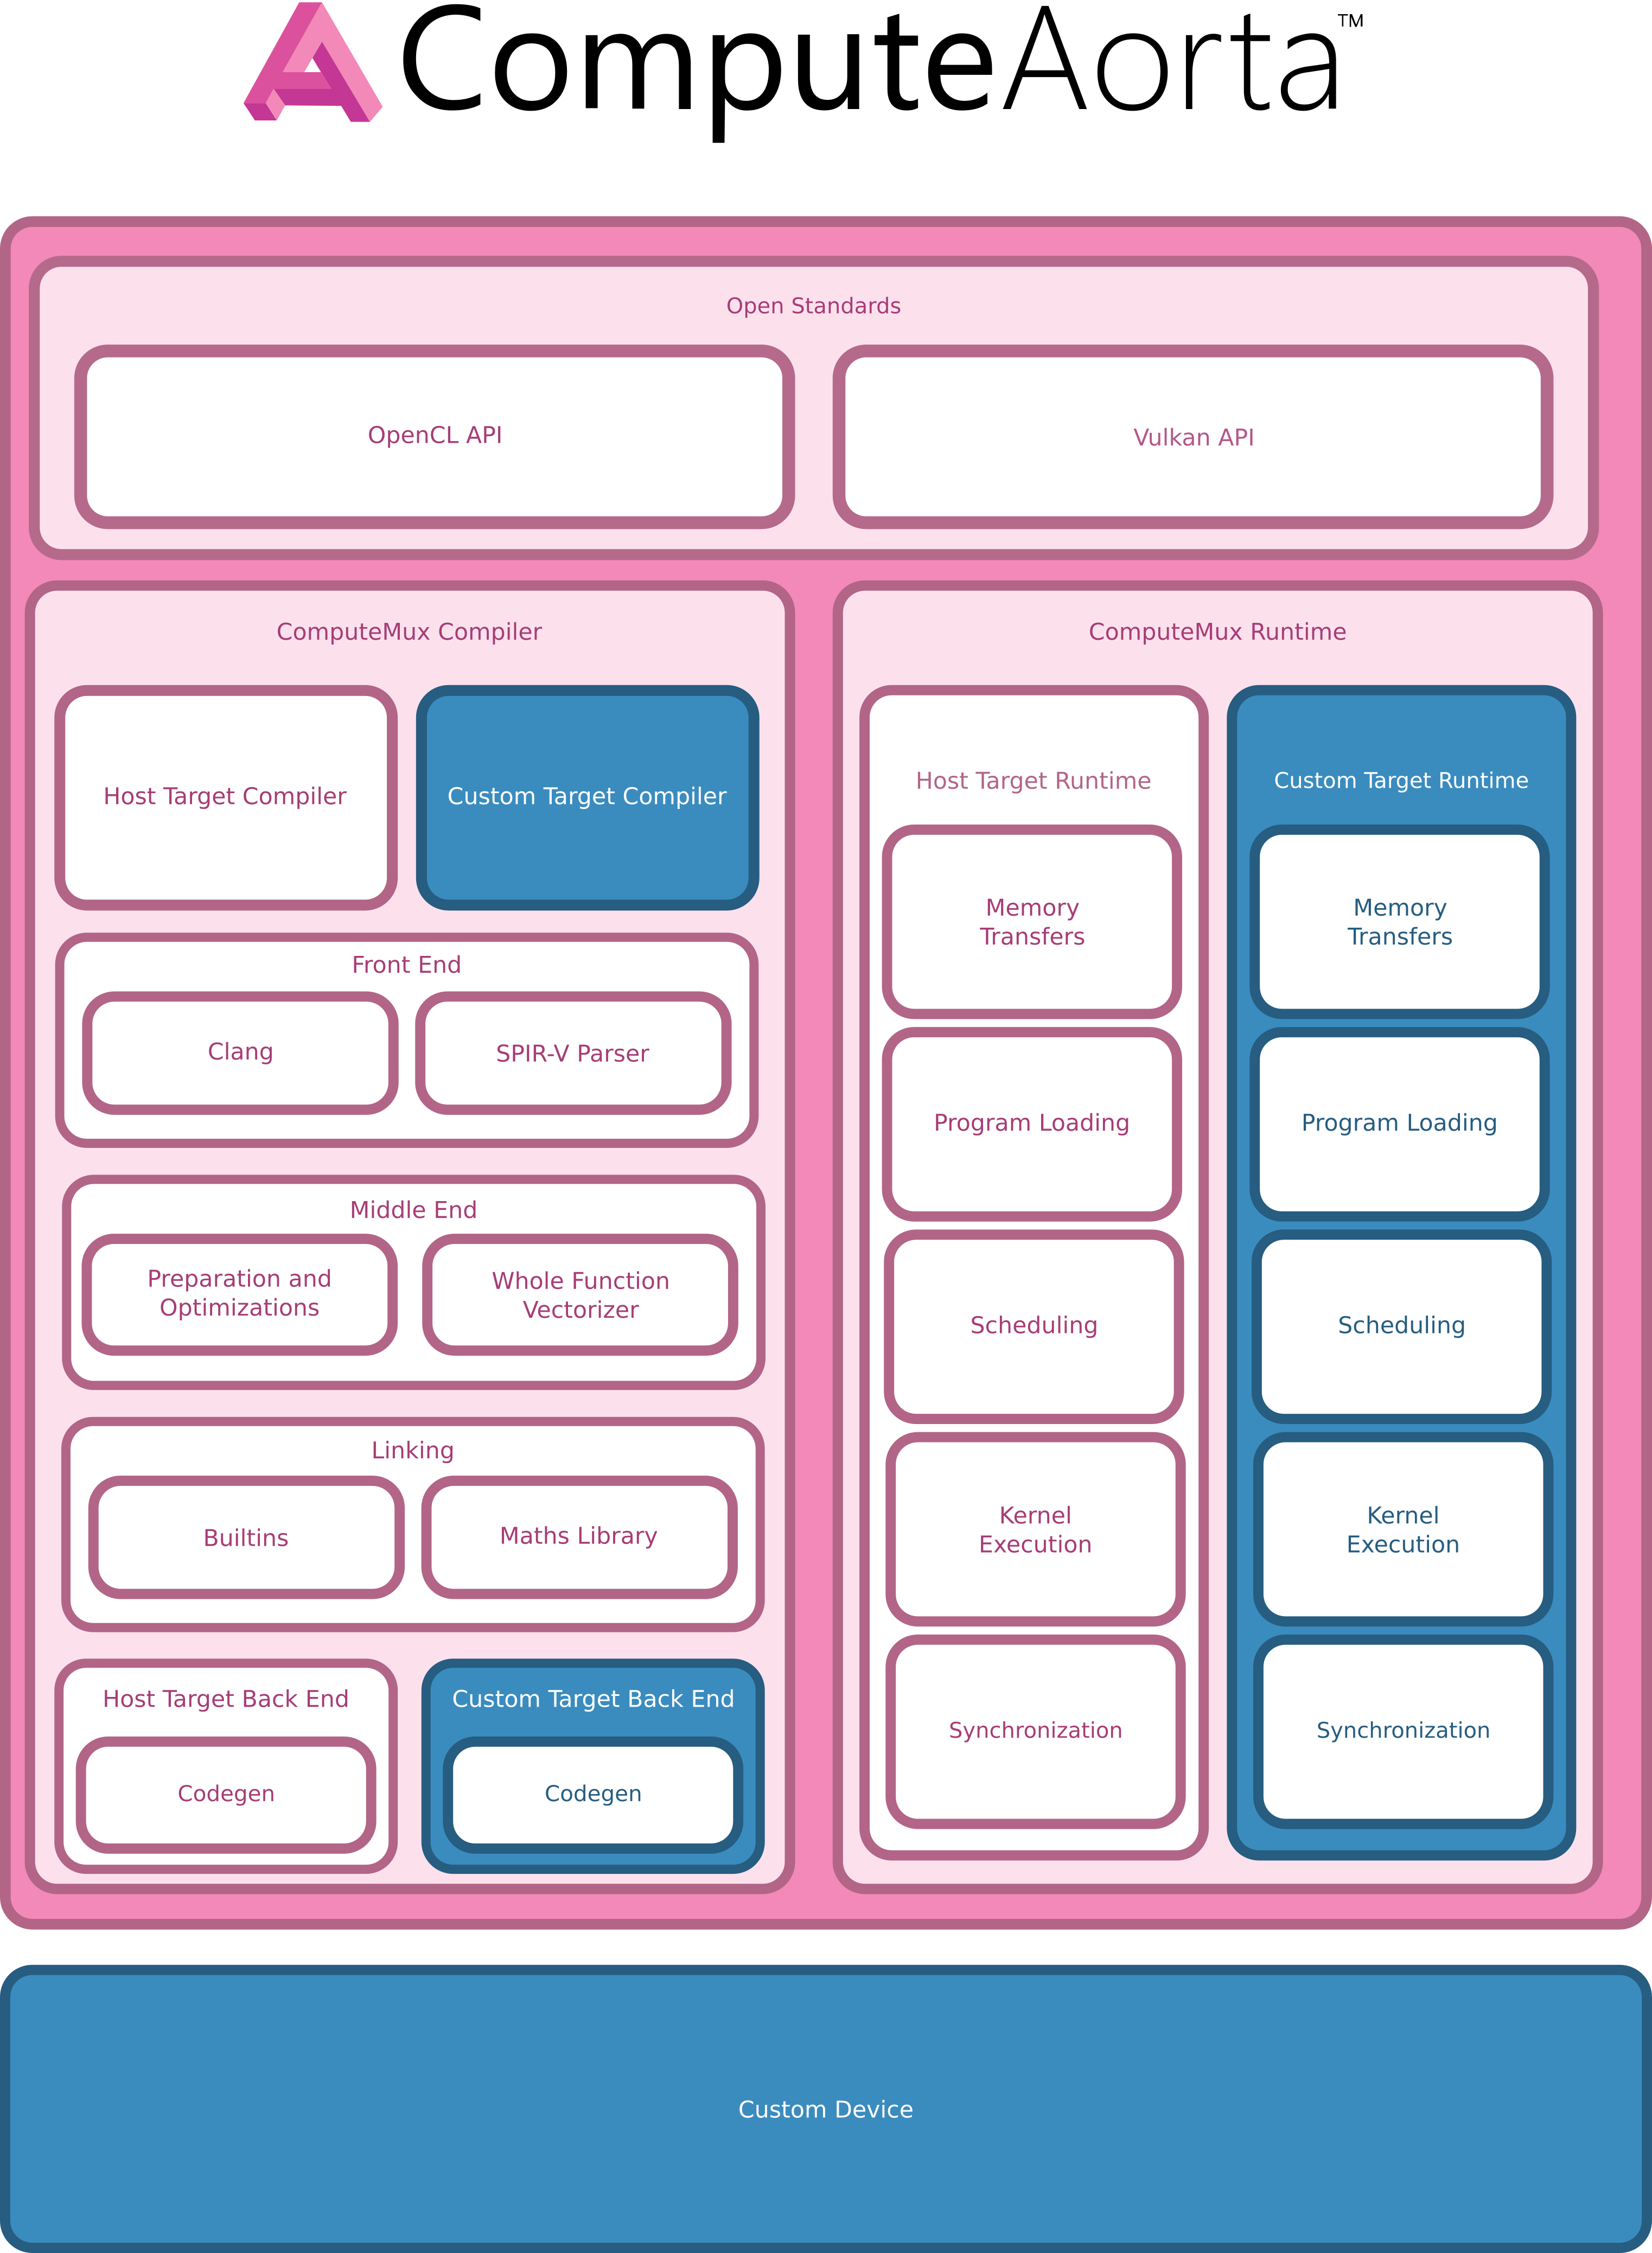 ComputeAorta™
Open Standards
OpenCL API
Vulkan API
ComputeMux Compiler
Host Target Compiler
Custom Target Compiler
Front End
Clang
SPIR-V Parser
Middle End
Preparation and
Optimizations
Whole Function
Vectorizer
Linking
Builtins
Maths Library
Host Target Back End
Codegen
Custom Target Back End
Codegen
ComputeMux Runtime
Host Target Runtime
Memory
Transfers
Program Loading
Scheduling
Kernel
Execution
Synchronization
Custom Target Runtime
Memory
Transfers
Program Loading
Scheduling
Kernel
Execution
Synchronization
Custom Device